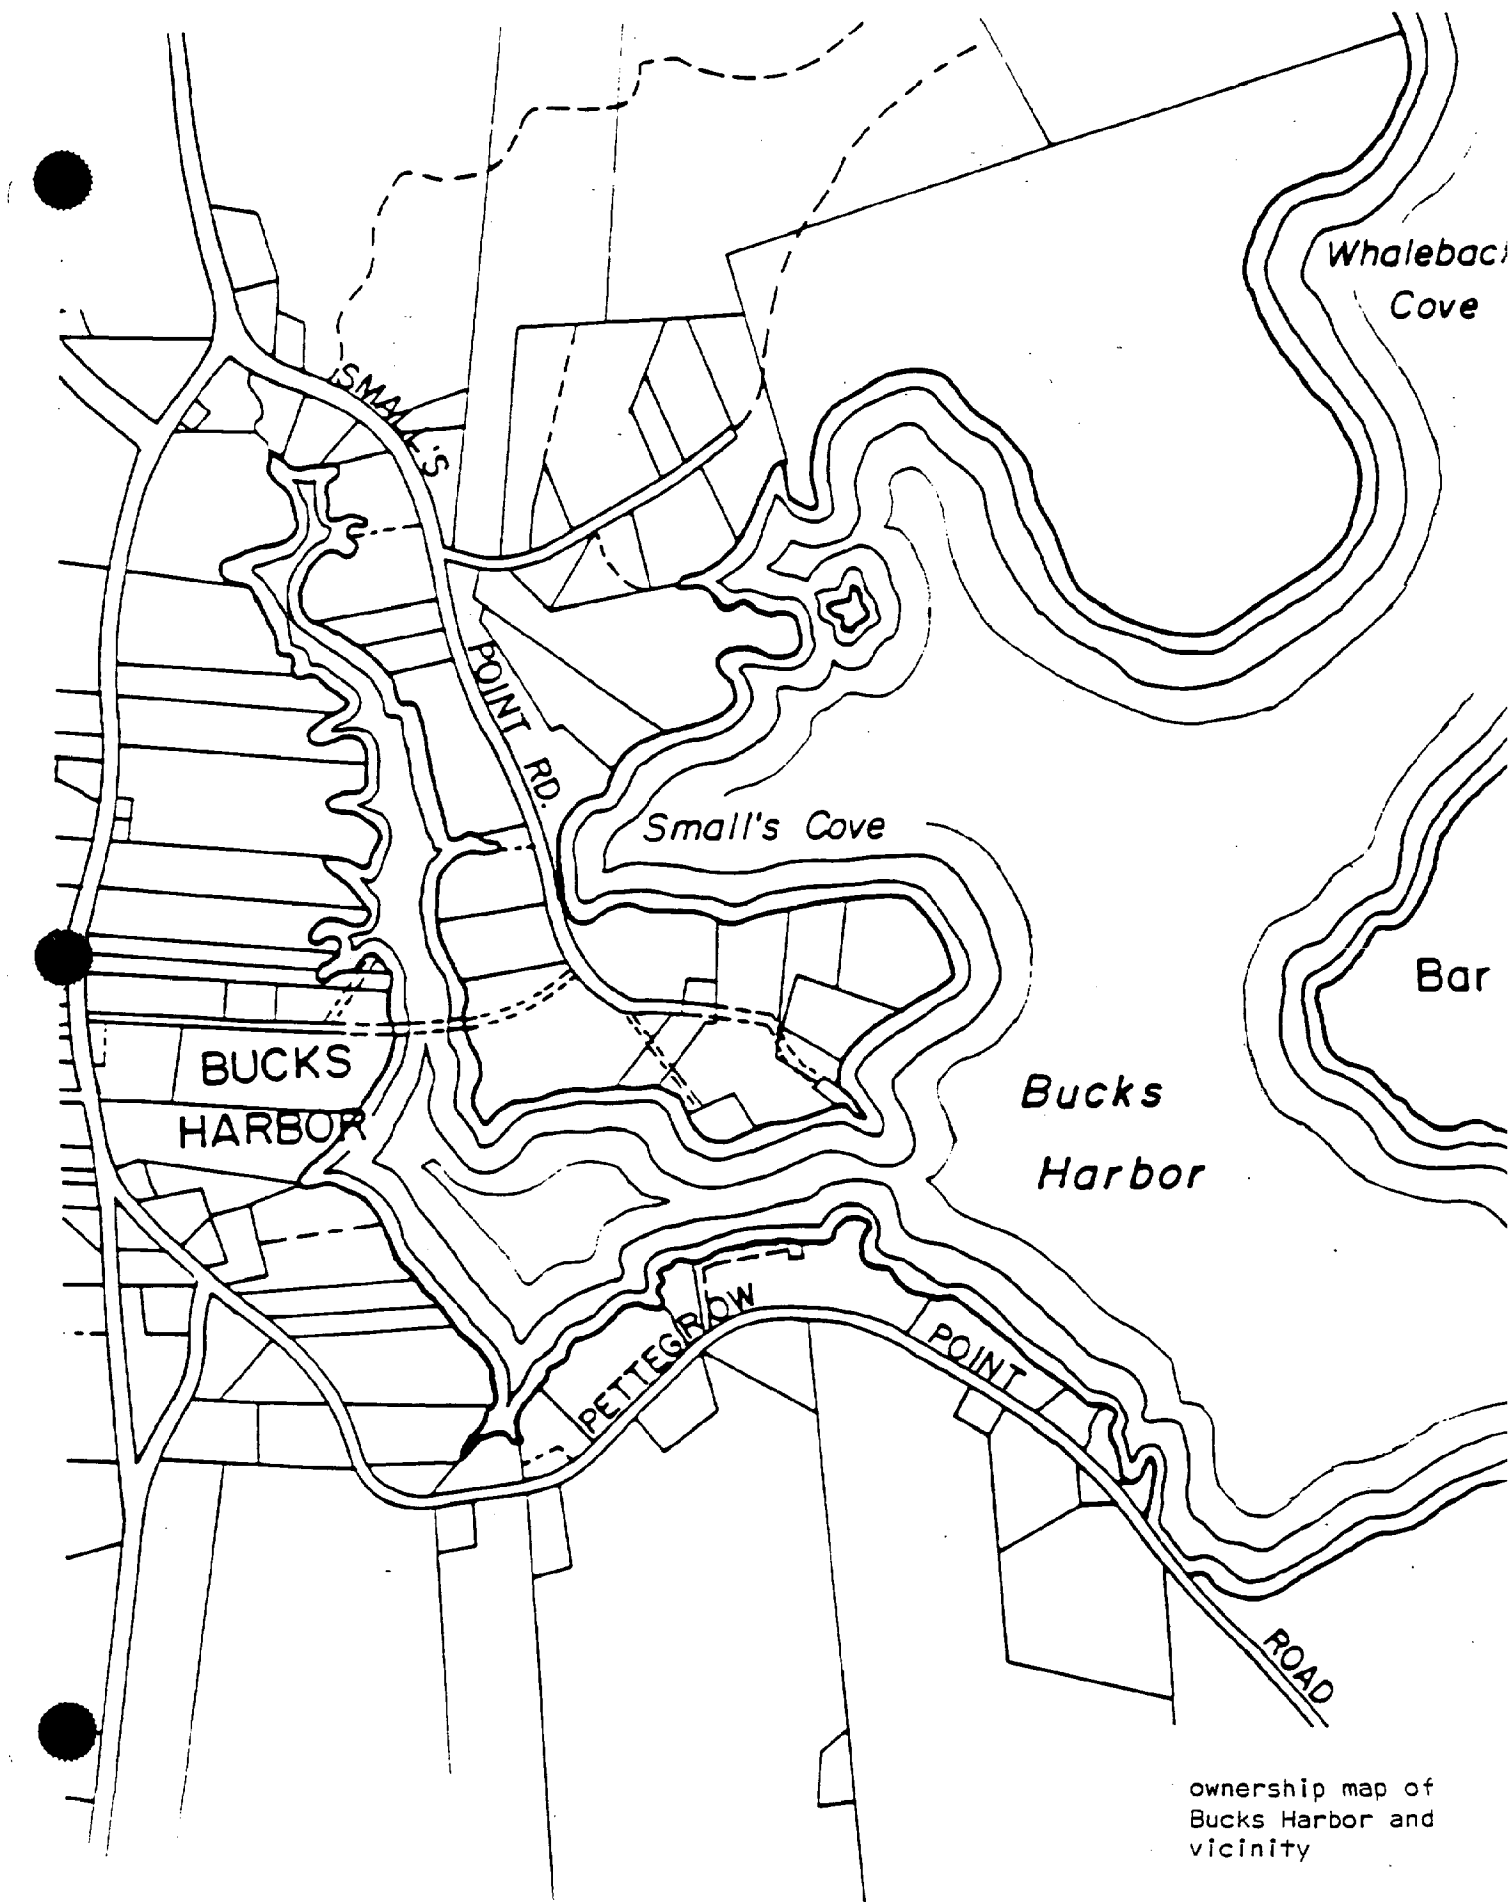 Whaleback
Cove
SMALL'S
POINT RD.
Small's Cove
Bar
BUCKS
HARBOR
Bucks
Harbor
PETTEGROW
POINT
ROAD
ownership map of
Bucks Harbor and
vicinity